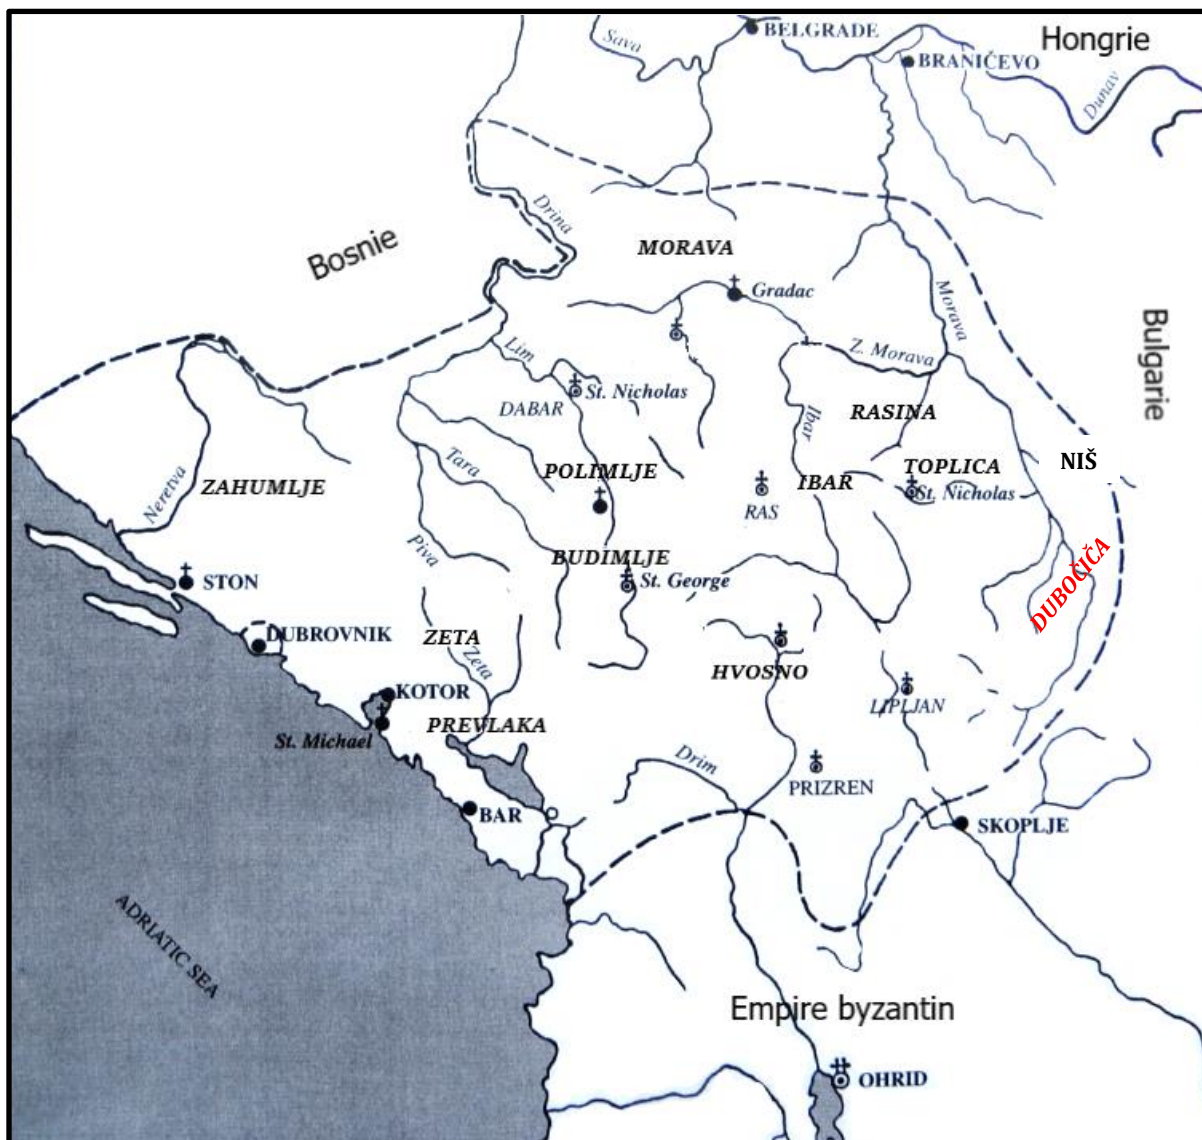 BELGRADE
Hongrie
Sava
BRANIČEVO
Dunav
Drina
MORAVA
Bosnie
Gradac
Morava
Bulgarie
Lim
Z. Morava
St. Nicholas
DABAR
Ibar
RASINA
NIŠ
Tara
POLIMLJE
TOPLICA
ZAHUMLJE
IBAR
St. Nicholas
Neretva
RAS
Piva
BUDIMLJE
DUBOČIČA
STON
St. George
DUBROVNIK
ZETA
Zeta
HVOSNO
KOTOR
LIPLJAN
PREVLAKA
St. Michael
Drim
PRIZREN
BAR
SKOPLJE
ADRIATIC SEA
Empire byzantin
OHRID